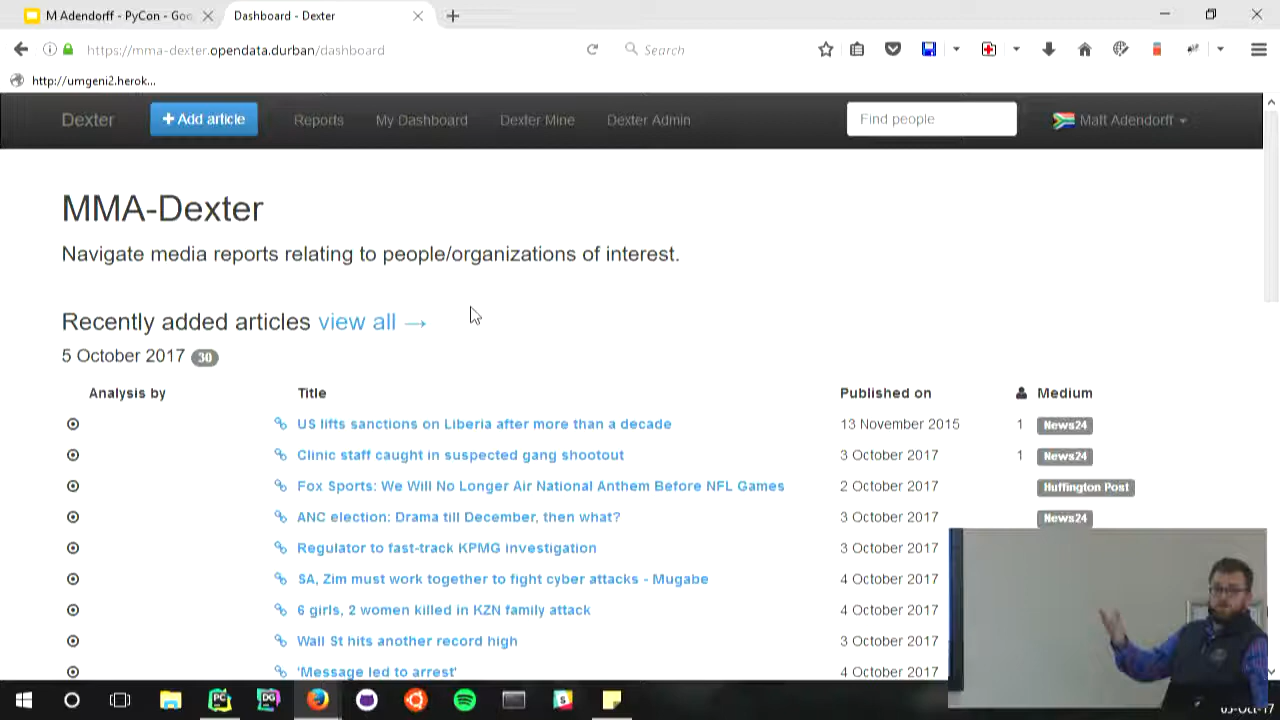 M Adendorff - PyCon - Goo
Dashboard - Dexter
https://mma-dexter.opendata.durban/dashboard
Search
http://umgeni2.herok...
Dexter
Add article
Reports
My Dashboard
Dexter Mine
Dexter Admin
Find people
Matt Adendorff
MMA-Dexter
Navigate media reports relating to people/organizations of interest.
Recently added articles view all →
5 October 2017 30
Analysis by Title Published on Medium
US lifts sanctions on Liberia after more than a decade 13 November 2015 1 News24
Clinic staff caught in suspected gang shootout 3 October 2017 1 News24
Fox Sports: We Will No Longer Air National Anthem Before NFL Games 2 October 2017 Huffington Post
ANC election: Drama till December, then what? 3 October 2017 News24
Regulator to fast-track KPMG investigation 3 October 2017
SA, Zim must work together to fight cyber attacks - Mugabe 4 October 2017
6 girls, 2 women killed in KZN family attack 4 October 2017
Wall St hits another record high 3 October 2017
'Message led to arrest' 4 October 2017
PC
DG
05-Oct-17